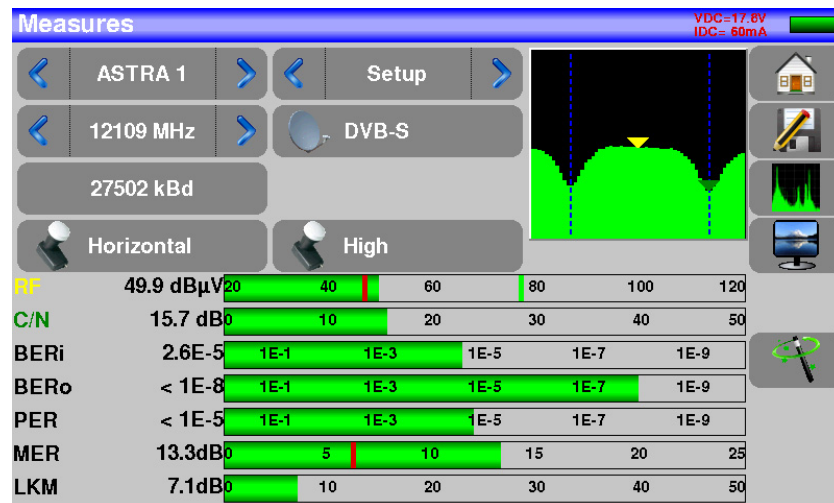 Measures
VDC=17.8V
IDC= 60mA
ASTRA 1
Setup
12109 MHz
DVB-S
27502 kBd
Horizontal
High
RF 49.9 dBµV 20 40 60 80 100 120
C/N 15.7 dB 0 10 20 30 40 50
BERi 2.6E-5 1E-1 1E-3 1E-5 1E-7 1E-9
BERo < 1E-8 1E-1 1E-3 1E-5 1E-7 1E-9
PER < 1E-5 1E-1 1E-3 1E-5 1E-7 1E-9
MER 13.3dB 0 5 10 15 20 25
LKM 7.1dB 0 10 20 30 40 50